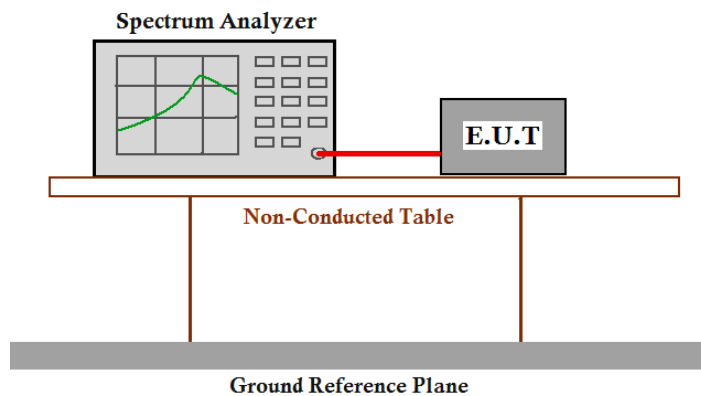 Spectrum Analyzer
E.U.T
Non-Conducted Table
Ground Reference Plane